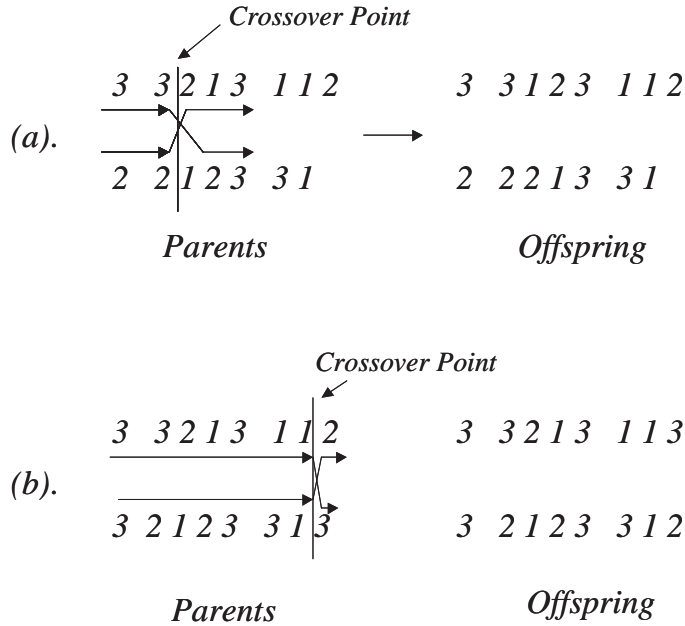 Crossover Point
3 3 2 1 3 1 1 2 3 3 1 2 3 1 1 2
(a).
2 2 1 2 3 3 1 2 2 2 1 3 3 1
Parents Offspring
Crossover Point
3 3 2 1 3 1 1 2 3 3 2 1 3 1 1 3
(b).
3 2 1 2 3 3 1 3 3 2 1 2 3 3 1 2
Parents Offspring